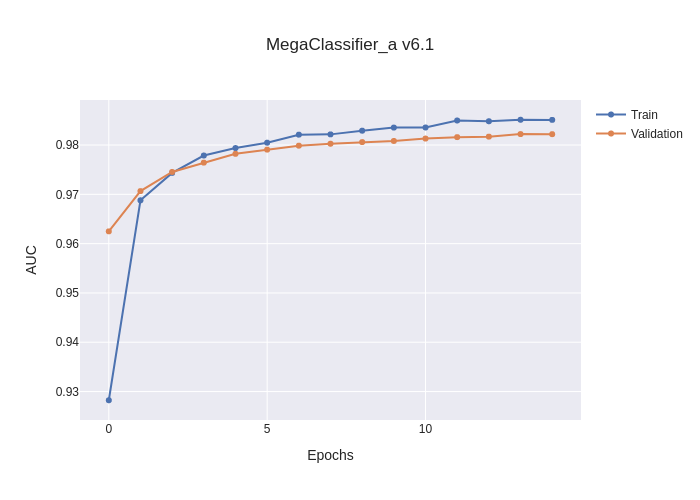 MegaClassifier_a v6.1
Train
Validation
0.98
0.97
0.96
0.95
0.94
0.93
AUC
0 5 10
Epochs